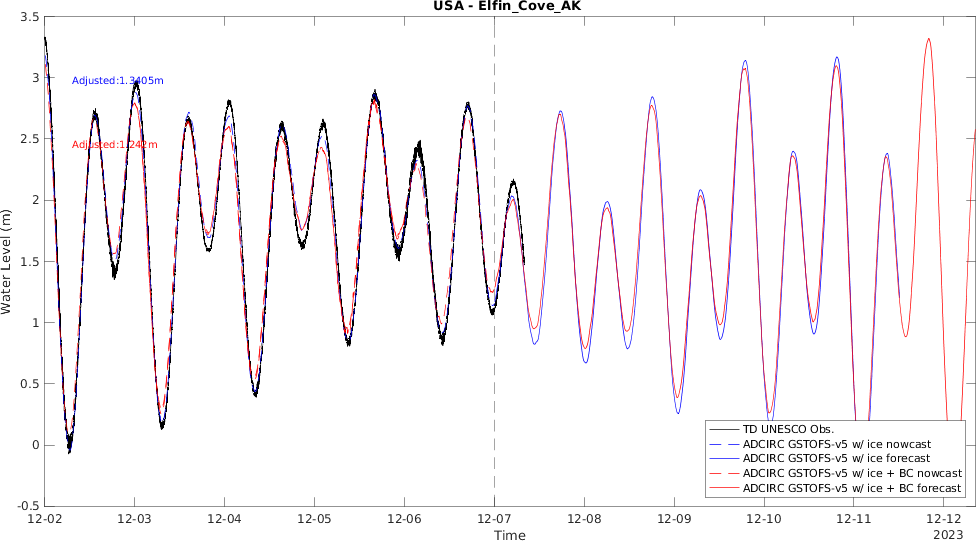 USA - Elfin_Cove_AK
Water Level (m)
3.5
3
2.5
2
1.5
1
0.5
0
-0.5
Adjusted:1.3405m
Adjusted:1.242m
TD UNESCO Obs.
ADCIRC GSTOFS-v5 w/ ice nowcast
ADCIRC GSTOFS-v5 w/ ice forecast
ADCIRC GSTOFS-v5 w/ ice + BC nowcast
ADCIRC GSTOFS-v5 w/ ice + BC forecast
12-02 12-03 12-04 12-05 12-06 12-07 12-08 12-09 12-10 12-11 12-12
Time
2023